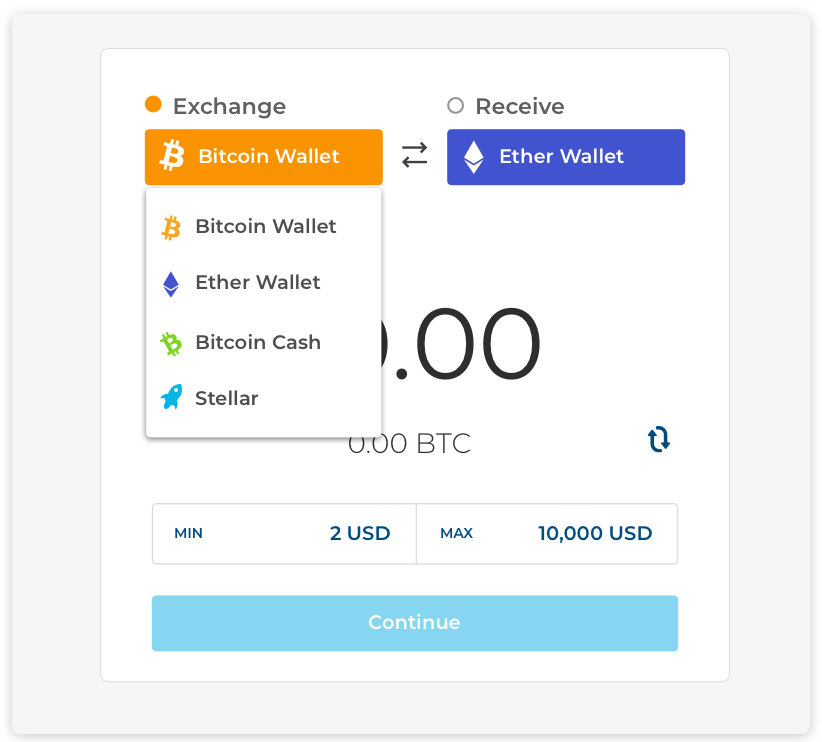 Exchange
Receive
Bitcoin Wallet
Ether Wallet
Bitcoin Wallet
Ether Wallet
Bitcoin Cash
Stellar
.00
0.00 BTC
MIN 2 USD MAX 10,000 USD
Continue